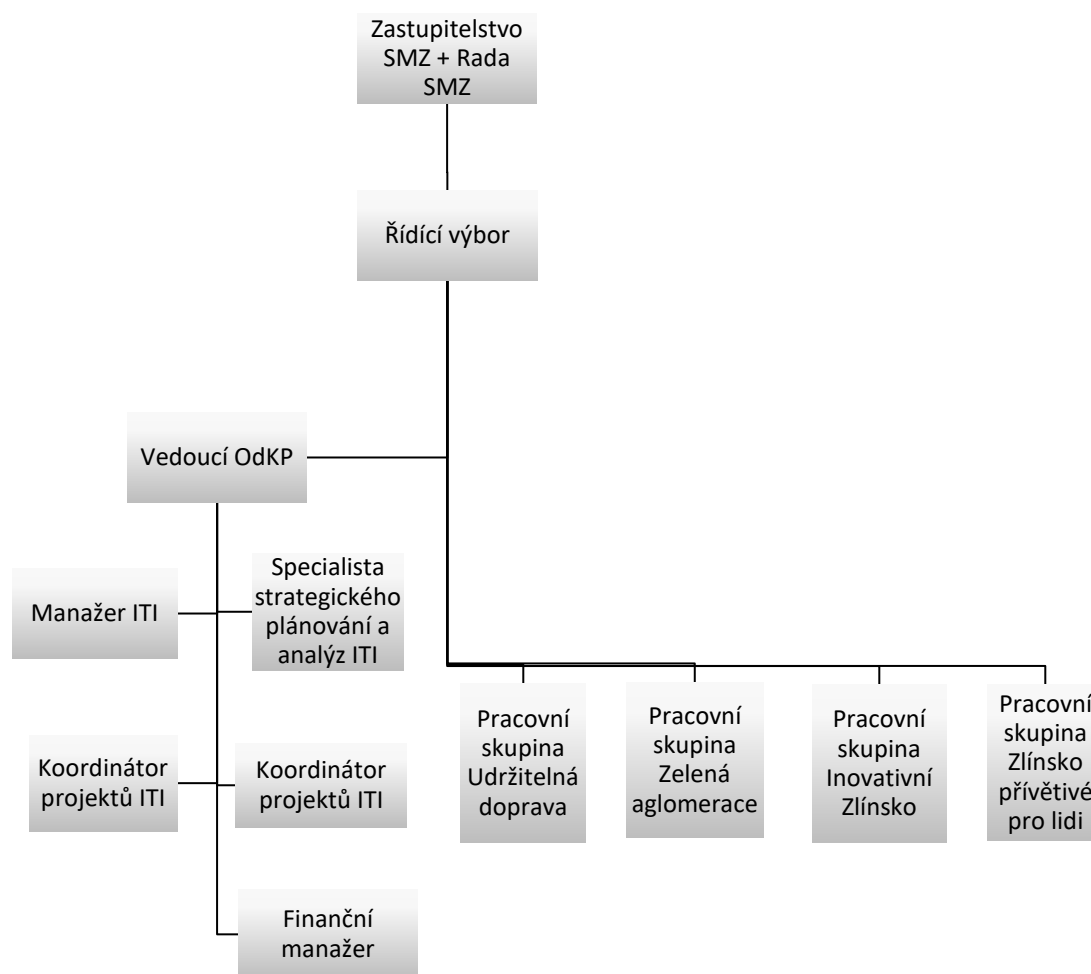 Zastupitelstvo
SMZ + Rada
SMZ
Řídící výbor
Vedoucí OdKP
Manažer ITI
Specialista
strategického
plánování a
analýz ITI
Koordinátor
projektů ITI
Koordinátor
projektů ITI
Finanční
manažer
Pracovní
skupina
Udržitelná
doprava
Pracovní
skupina
Zelená
aglomerace
Pracovní
skupina
Inovativní
Zlínsko
Pracovní
skupina
Zlínsko
přívětivé
pro lidi